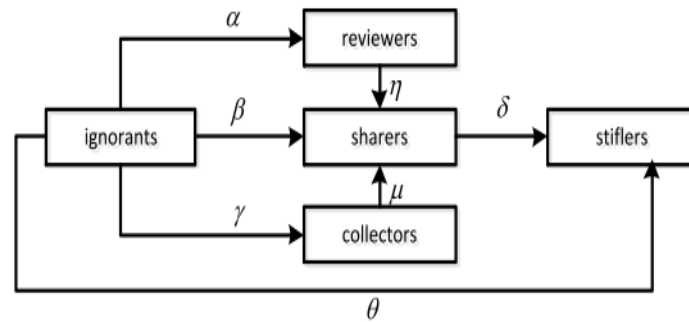 α
reviewers
η
ignorants
β
sharers
δ
stiflers
μ
γ
collectors
θ